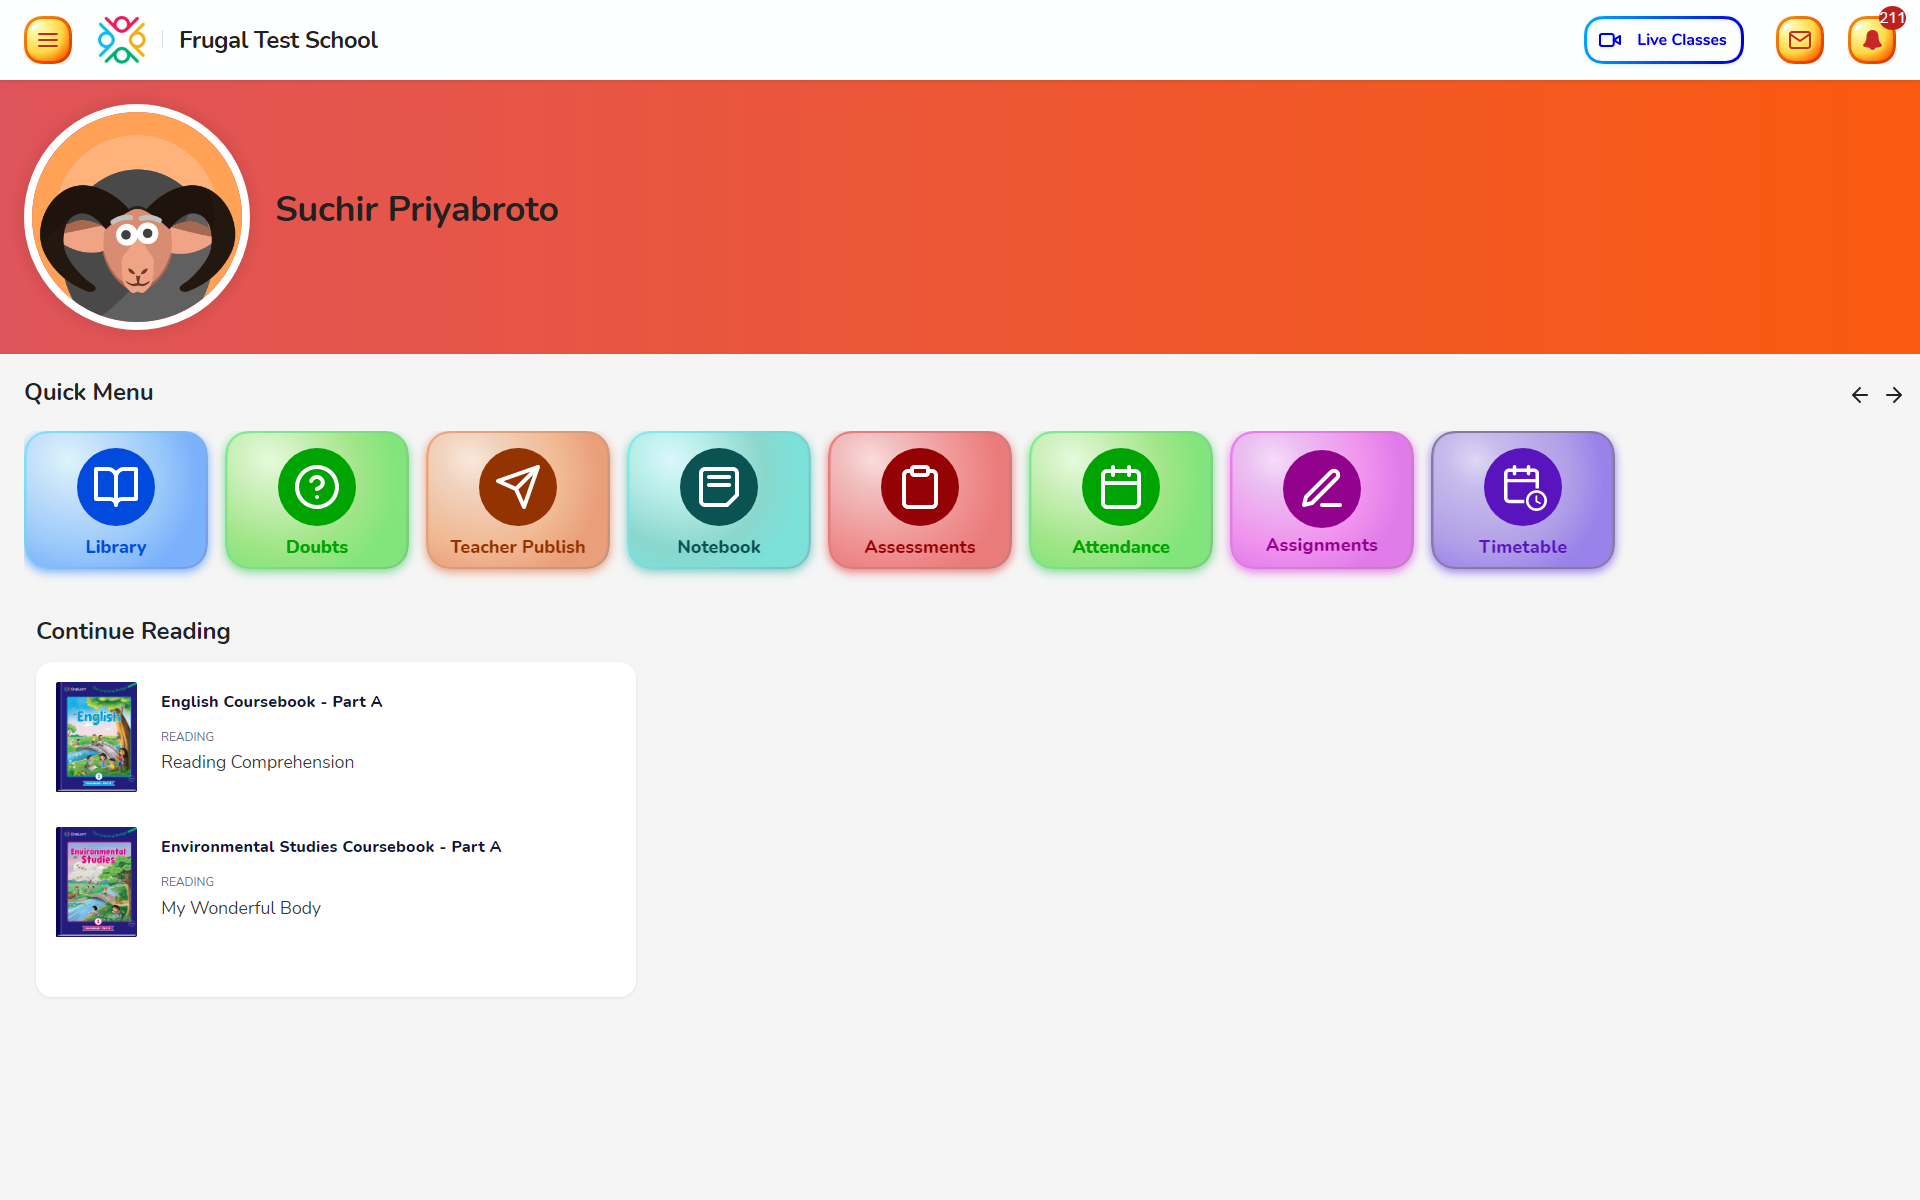 Frugal Test School
Live Classes
211
Suchir Priyabroto
Quick Menu
Library
Doubts
Teacher Publish
Notebook
Assessments
Attendance
Assignments
Timetable
Continue Reading
English
English Coursebook - Part A
READING
Reading Comprehension
Environmental
Studies
Environmental Studies Coursebook - Part A
READING
My Wonderful Body